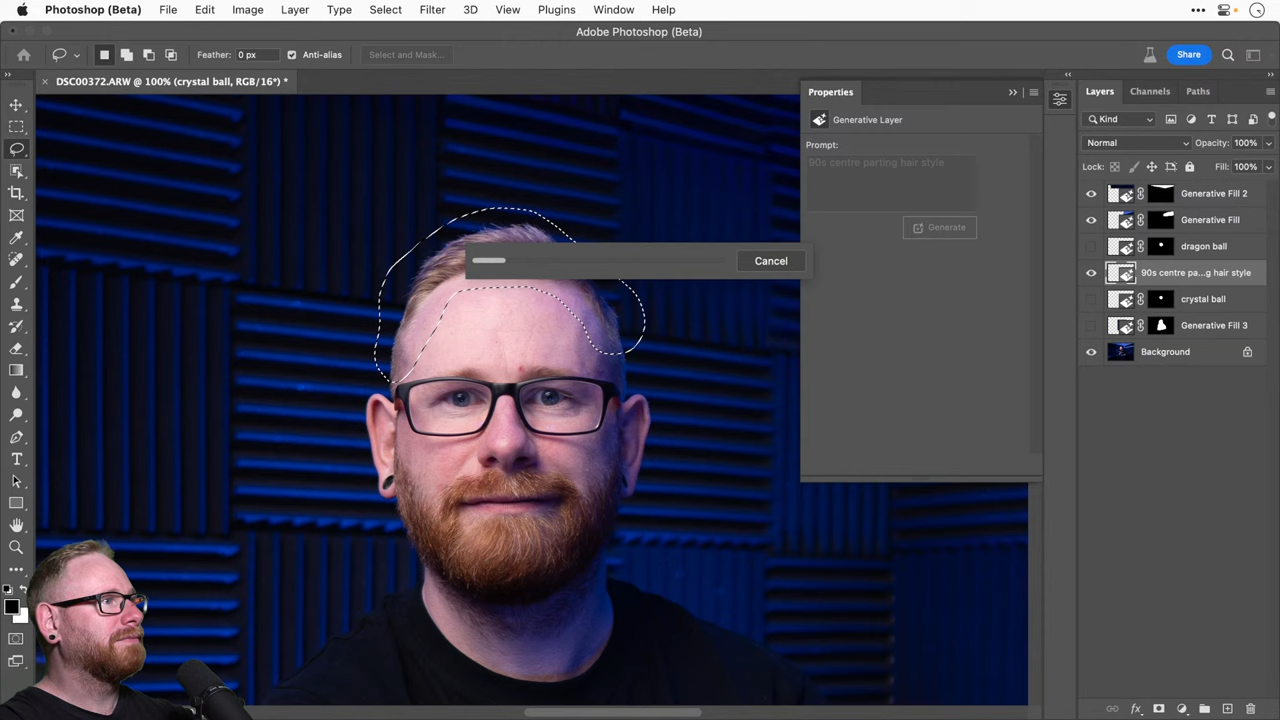 Photoshop (Beta) File Edit Image Layer Type Select Filter 3D View Plugins Window Help
Adobe Photoshop (Beta)
Feather: 0 px Anti-alias Select and Mask... Share
DSC00372.ARW @ 100% (crystal ball, RGB/16*) *
Properties
Generative Layer
Prompt:
90s centre parting hair style
Generate
Cancel
Layers Channels Paths
Kind
Normal Opacity: 100%
Lock: Fill: 100%
Generative Fill 2
Generative Fill
dragon ball
90s centre pa...g hair style
crystal ball
Generative Fill 3
Background